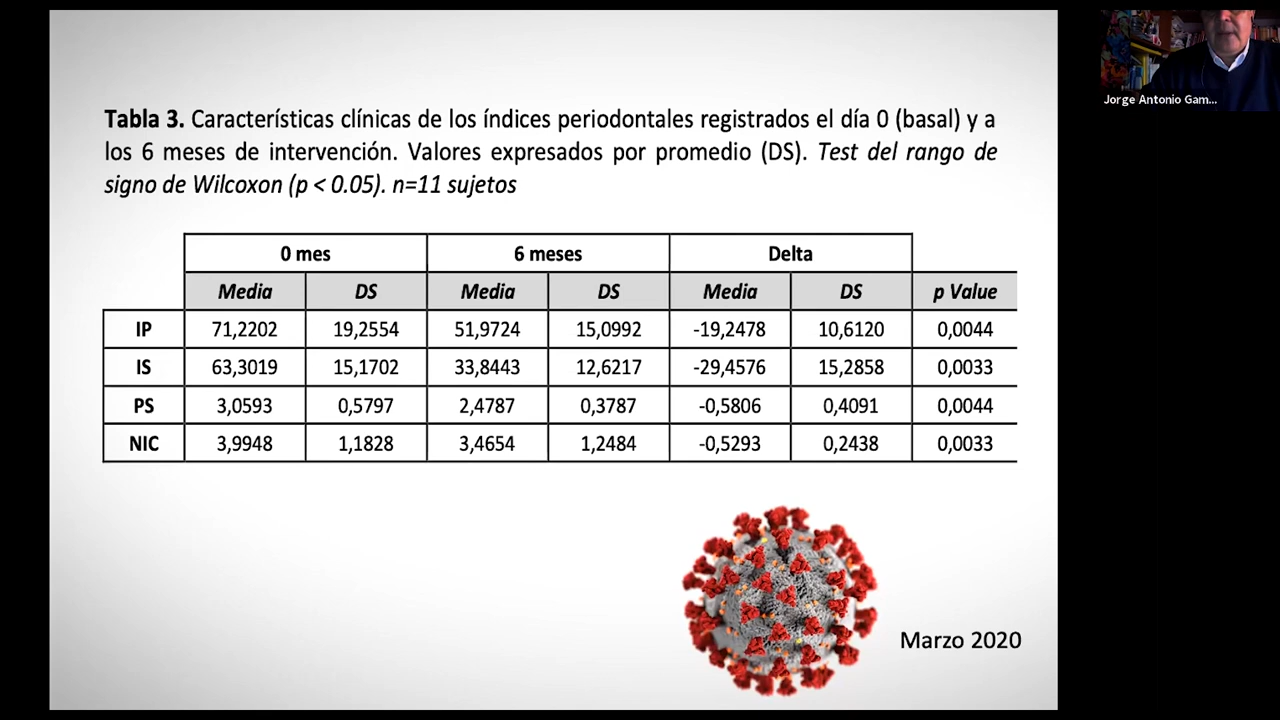 Tabla 3. Características clínicas de los índices periodontales registrados el día 0 (basal) y a
los 6 meses de intervención. Valores expresados por promedio (DS). Test del rango de
signo de Wilcoxon (p < 0.05). n=11 sujetos
0 mes 6 meses Delta
Media DS Media DS Media DS p Value
IP 71,2202 19,2554 51,9724 15,0992 -19,2478 10,6120 0,0044
IS 63,3019 15,1702 33,8443 12,6217 -29,4576 15,2858 0,0033
PS 3,0593 0,5797 2,4787 0,3787 -0,5806 0,4091 0,0044
NIC 3,9948 1,1828 3,4654 1,2484 -0,5293 0,2438 0,0033
Marzo 2020
Jorge Antonio Gam...